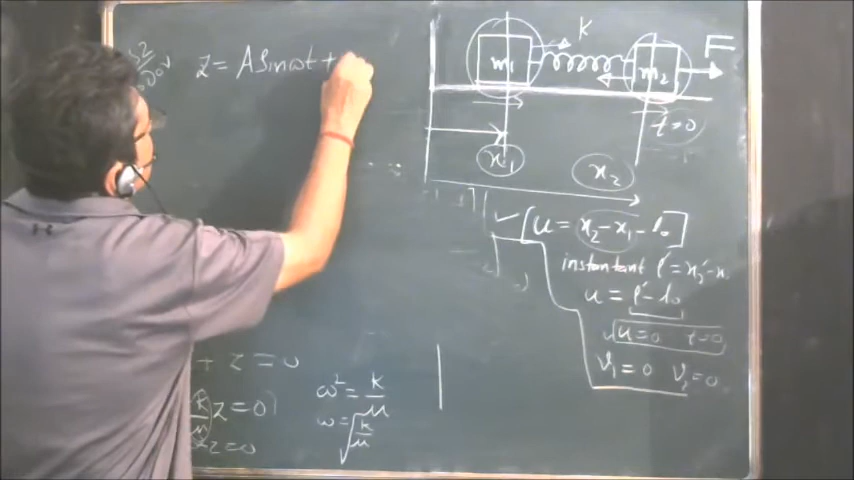 z = A Sin ωt +
m₁
k
m₂
F
t=0
x₁
x₂
u = x₂-x₁-l₀
instantant l' = x₂'-x₁
u = l'-l₀
u=0 t=0
V₁=0 V₂=0
+ z = 0
k/μ z = 0
z = 0
ω² = k/μ
ω = √k/μ